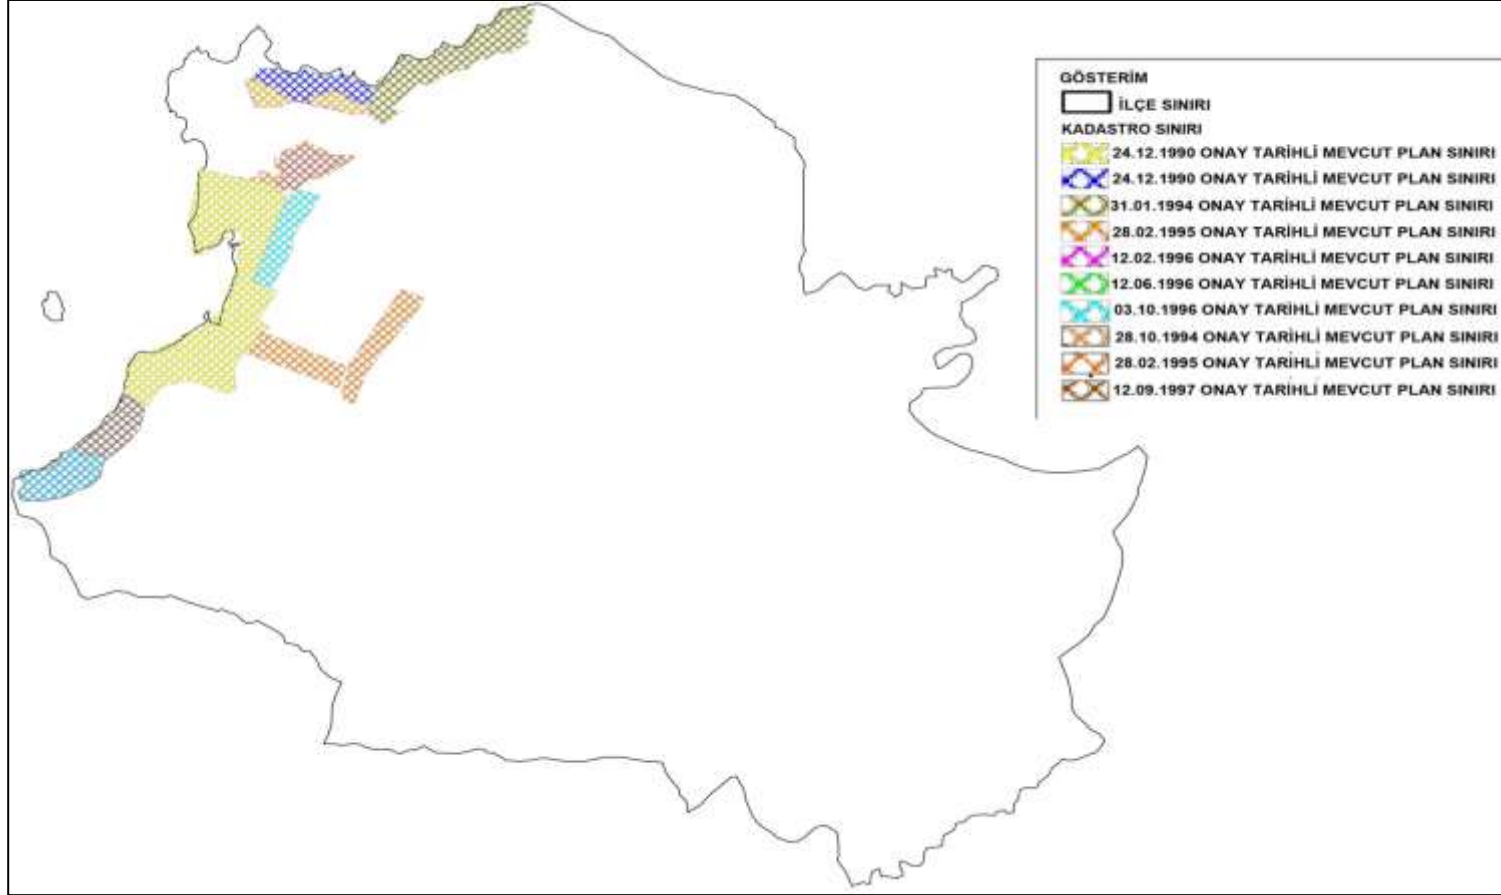 GÖSTERİM
İLÇE SINIRI
KADASTRO SINIRI
24.12.1990 ONAY TARİHLİ MEVCUT PLAN SINIRI
24.12.1990 ONAY TARİHLİ MEVCUT PLAN SINIRI
31.01.1994 ONAY TARİHLİ MEVCUT PLAN SINIRI
28.02.1995 ONAY TARİHLİ MEVCUT PLAN SINIRI
12.02.1996 ONAY TARİHLİ MEVCUT PLAN SINIRI
12.06.1996 ONAY TARİHLİ MEVCUT PLAN SINIRI
03.10.1996 ONAY TARİHLİ MEVCUT PLAN SINIRI
28.10.1994 ONAY TARİHLİ MEVCUT PLAN SINIRI
28.02.1995 ONAY TARİHLİ MEVCUT PLAN SINIRI
12.09.1997 ONAY TARİHLİ MEVCUT PLAN SINIRI